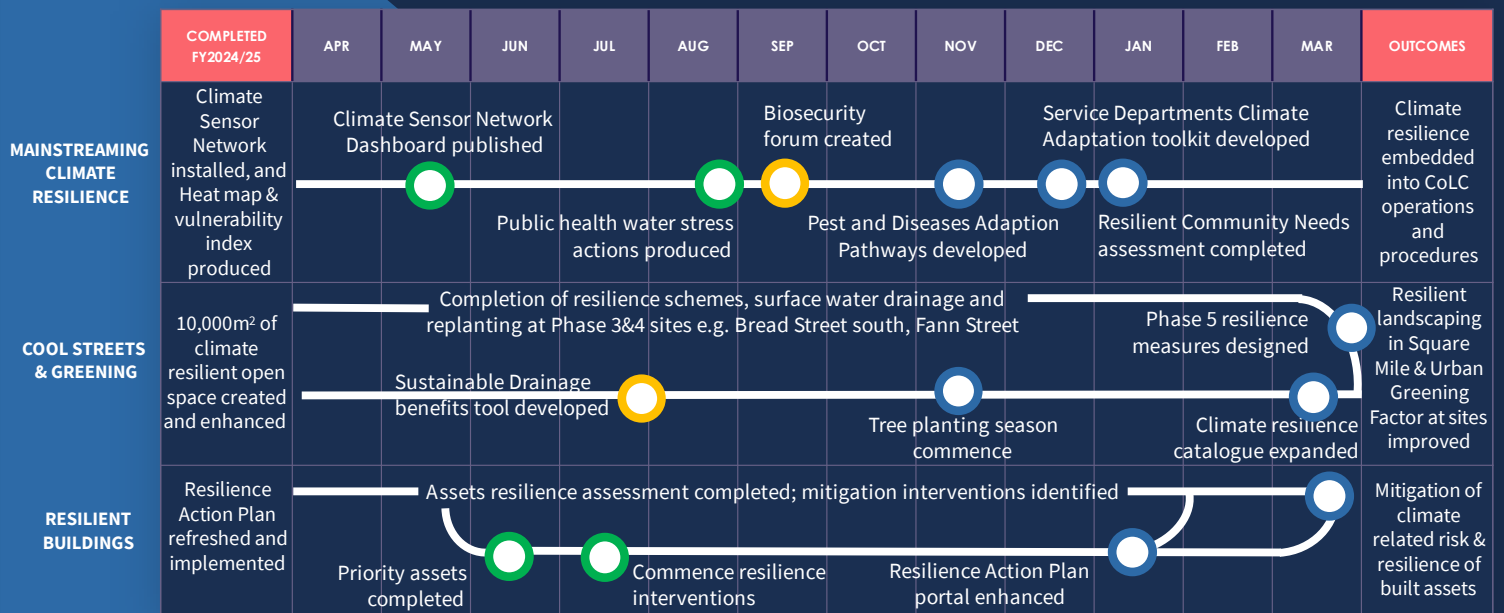 COMPLETED
FY2024/25
APR
MAY
JUN
JUL
AUG
SEP
OCT
NOV
DEC
JAN
FEB
MAR
OUTCOMES
MAINSTREAMING
CLIMATE
RESILIENCE
Climate
Sensor
Network
installed, and
Heat map &
vulnerability
index
produced
Climate Sensor Network
Dashboard published
Public health water stress
actions produced
Biosecurity
forum created
Pest and Diseases Adaption
Pathways developed
Service Departments Climate
Adaptation toolkit developed
Resilient Community Needs
assessment completed
Climate
resilience
embedded
into CoLC
operations
and
procedures
COOL STREETS
& GREENING
10,000m² of
climate
resilient open
space created
and enhanced
Completion of resilience schemes, surface water drainage and
replanting at Phase 3&4 sites e.g. Bread Street south, Fann Street
Phase 5 resilience
measures designed
Sustainable Drainage
benefits tool developed
Tree planting season
commence
Climate resilience
catalogue expanded
Resilient
landscaping
in Square
Mile & Urban
Greening
Factor at sites
improved
RESILIENT
BUILDINGS
Resilience
Action Plan
refreshed and
implemented
Assets resilience assessment completed; mitigation interventions identified
Priority assets
completed
Commence resilience
interventions
Resilience Action Plan
portal enhanced
Mitigation of
climate
related risk &
resilience of
built assets